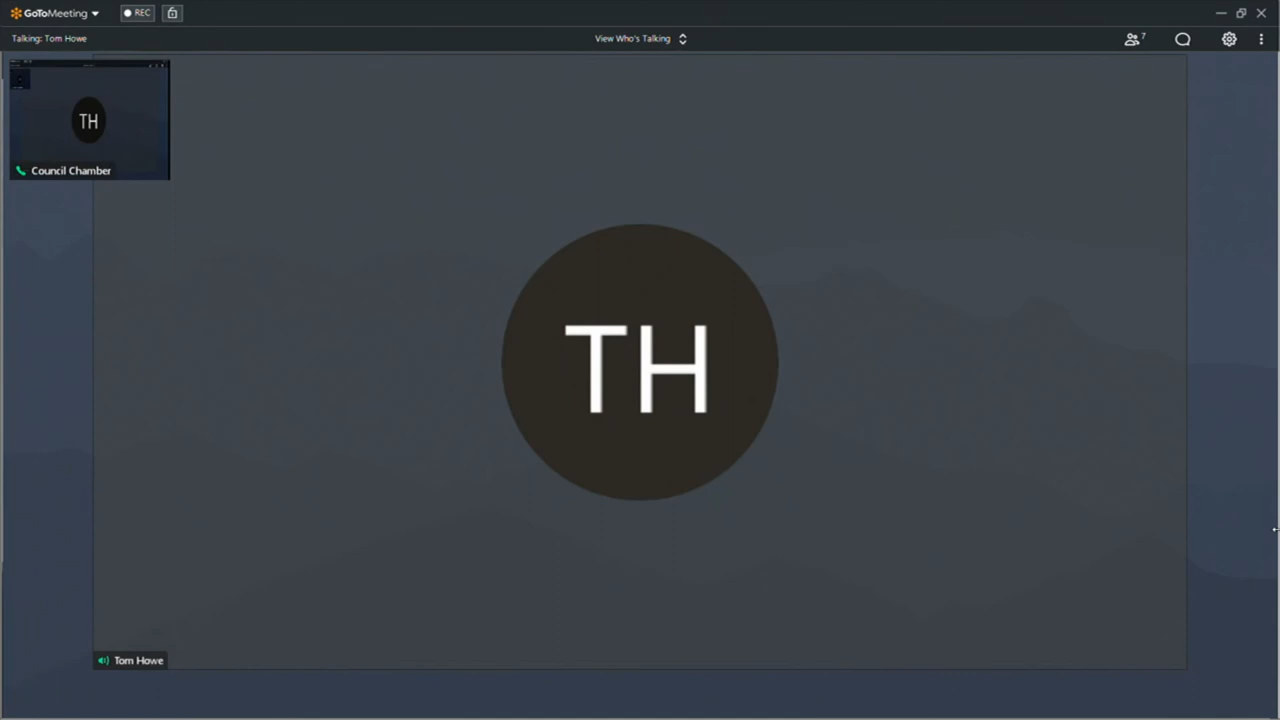 GoToMeeting
REC
Talking: Tom Howe
View Who's Talking
7
TH
Council Chamber
TH
Tom Howe